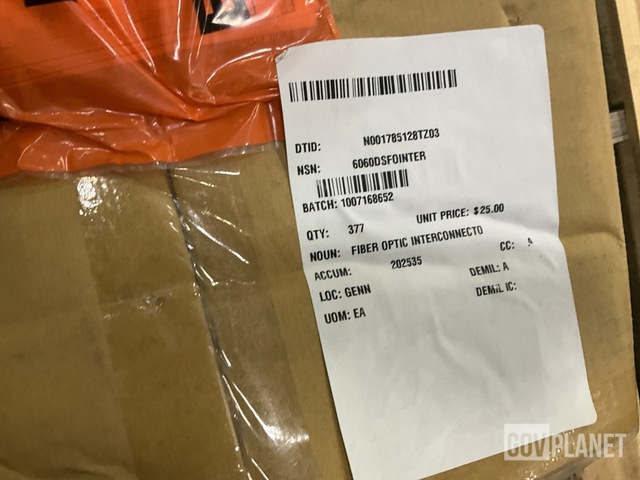 DTID: N001785128TZ03
NSN: 6060DSFOINTER
BATCH: 1007168652
QTY: 377 UNIT PRICE: $25.00
NOUN: FIBER OPTIC INTERCONNECTO
CC: A
ACCUM: 202535
DEMIL: A
LOC: GENN
DEMIL IC:
UOM: EA
GOVPLANET